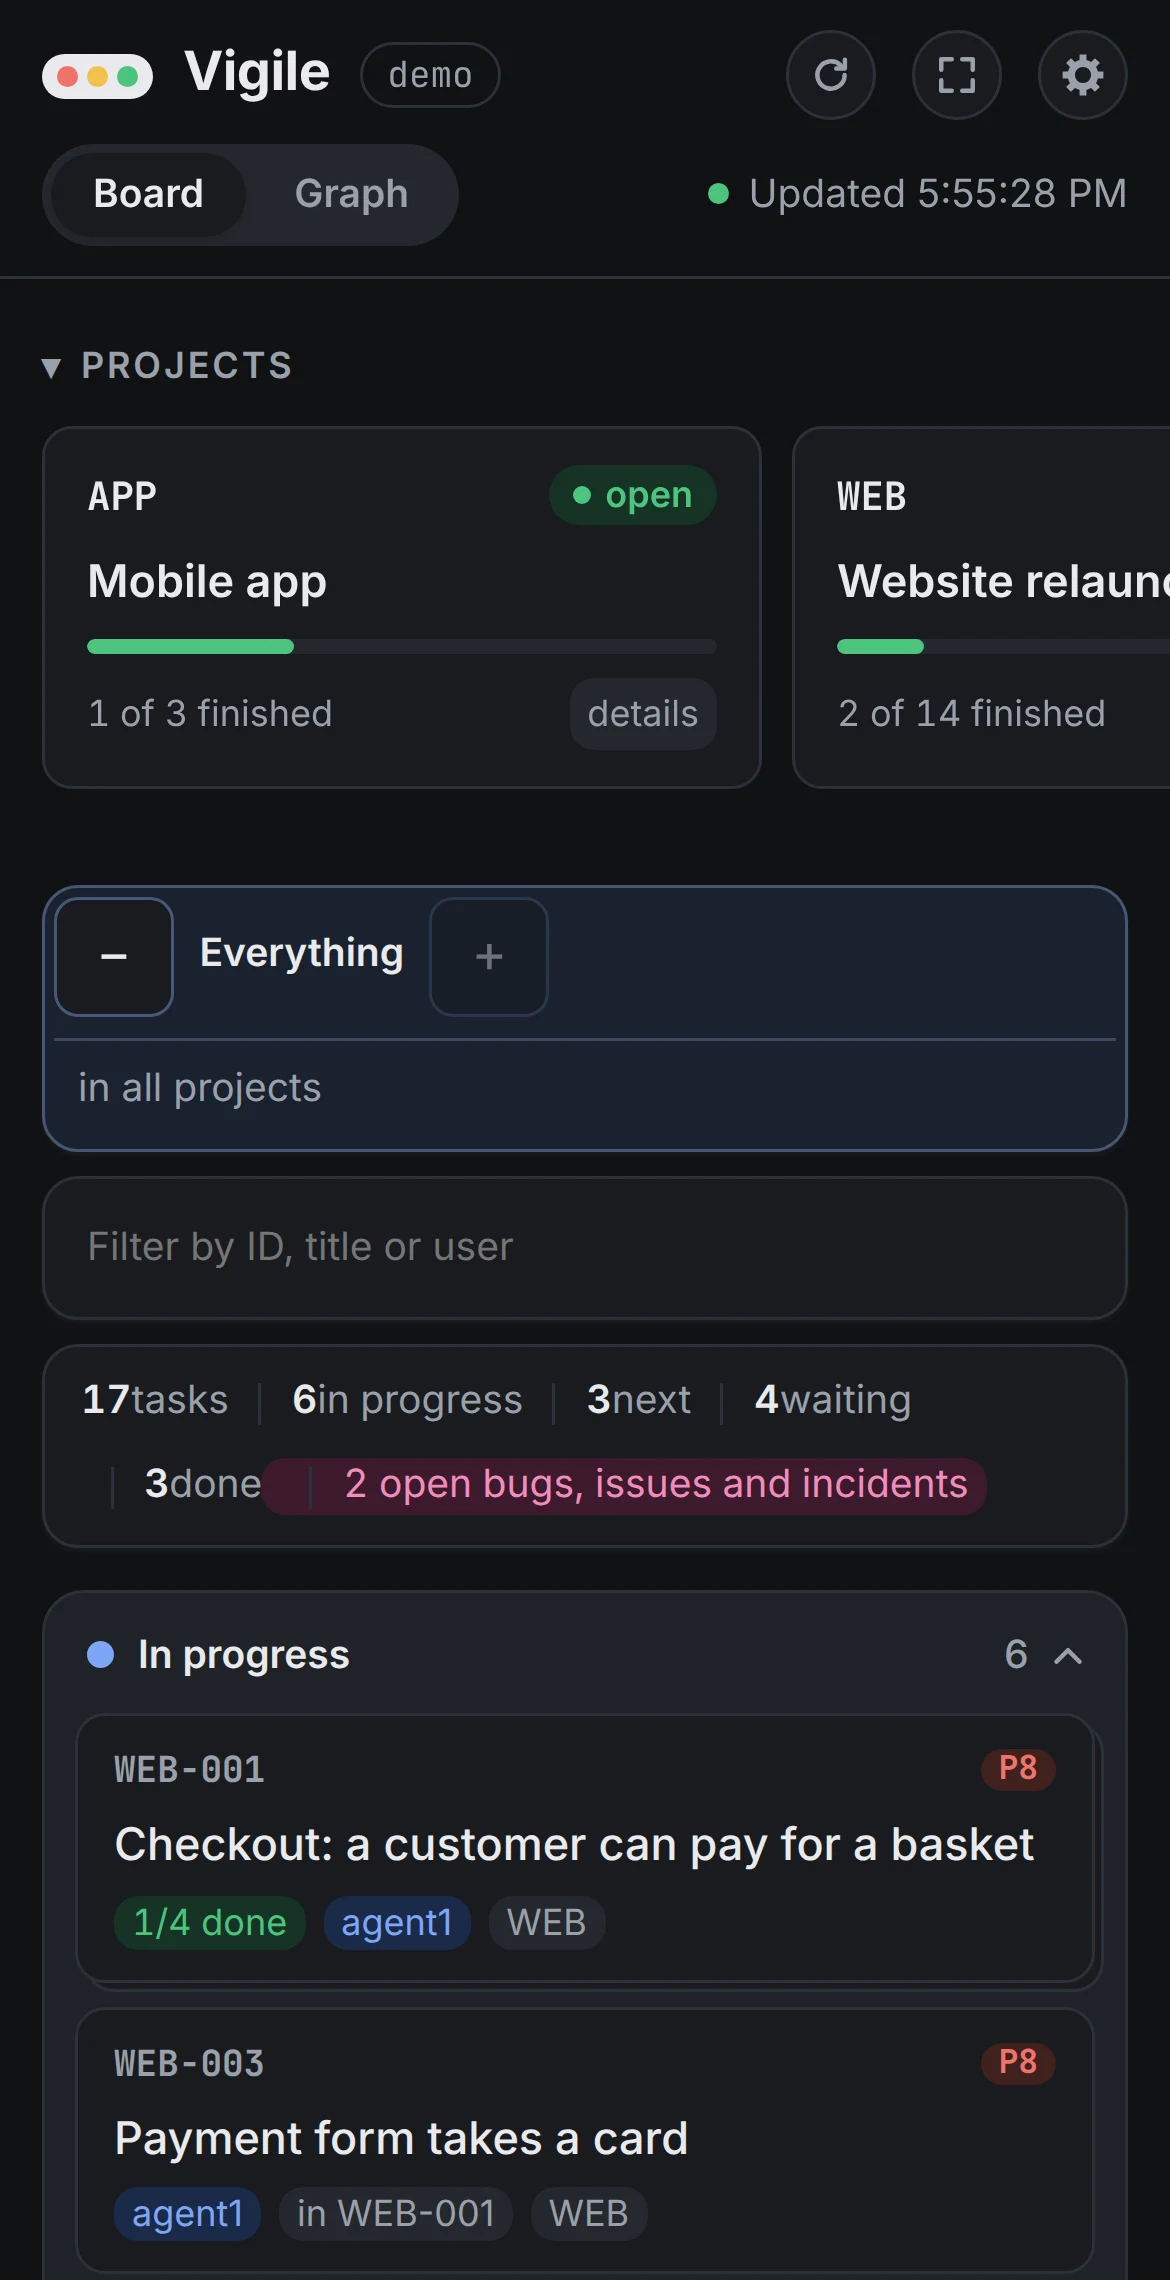 Vigile demo
Board Graph Updated 5:55:28 PM
▼ PROJECTS
APP open
Mobile app
1 of 3 finished details
WEB
Website relaunc
2 of 14 finished
− Everything +
in all projects
Filter by ID, title or user
17tasks 6in progress 3next 4waiting
3done 2 open bugs, issues and incidents
In progress 6
WEB-001 P8
Checkout: a customer can pay for a basket
1/4 done agent1 WEB
WEB-003 P8
Payment form takes a card
agent1 in WEB-001 WEB